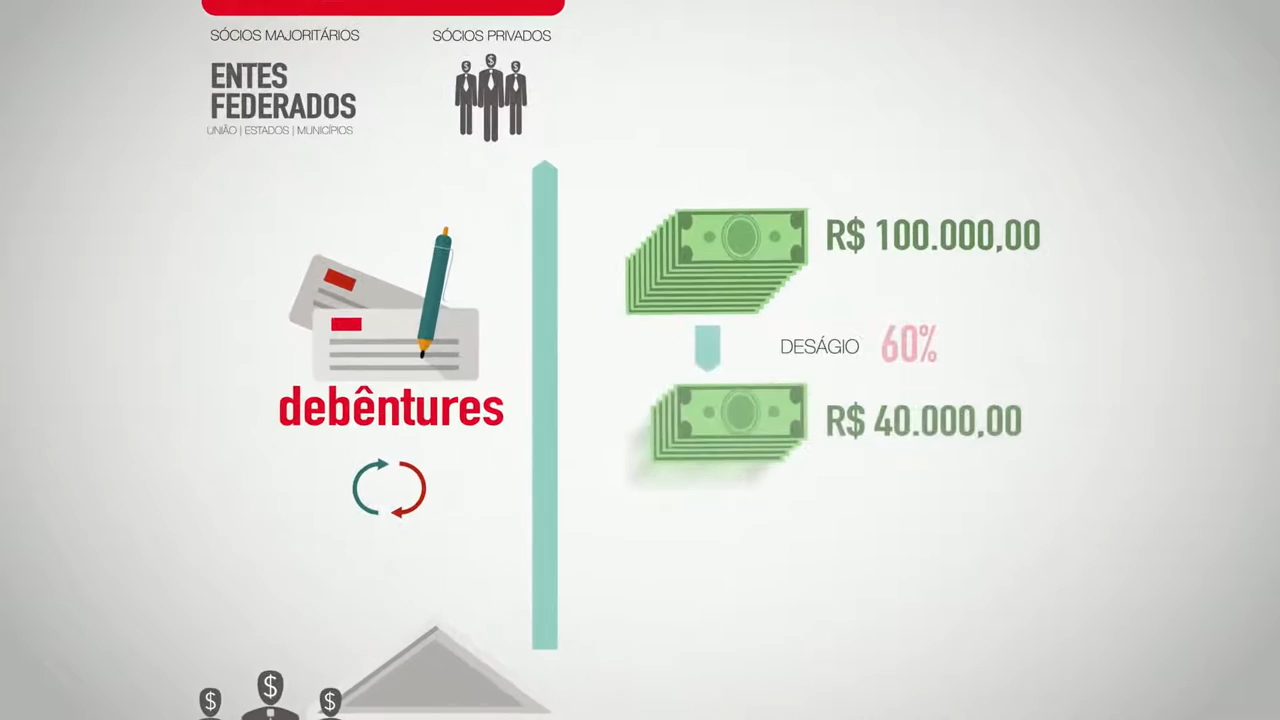 SÓCIOS MAJORITÁRIOS
SÓCIOS PRIVADOS
ENTES
FEDERADOS
UNIÃO | ESTADOS | MUNICÍPIOS
$ $ $
R$ 100.000,00
DESÁGIO 60%
R$ 40.000,00
debêntures
$ $ $